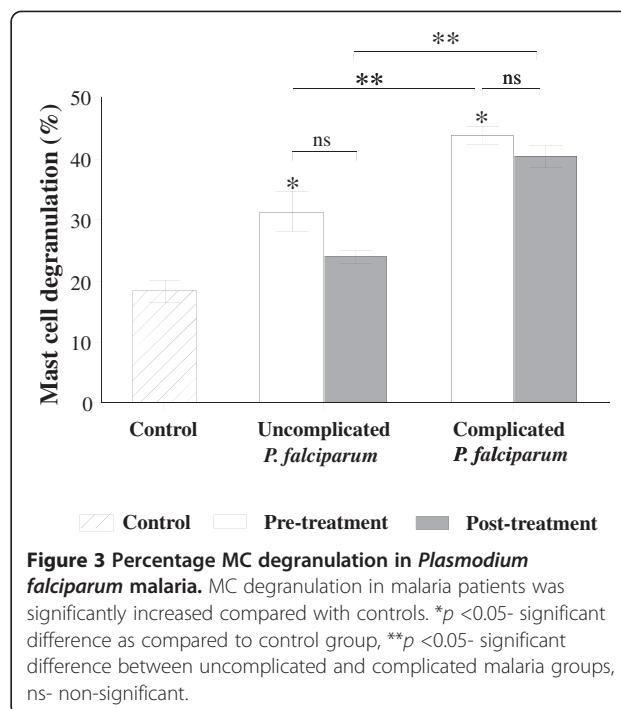 **
** ns
50
*
40
ns
*
30
20
10
0
Mast cell degranulation (%)
Control Uncomplicated Complicated
P. falciparum P. falciparum
Control Pre-treatment Post-treatment
Figure 3 Percentage MC degranulation in Plasmodium
falciparum malaria. MC degranulation in malaria patients was
significantly increased compared with controls. *p <0.05- significant
difference as compared to control group, **p <0.05- significant
difference between uncomplicated and complicated malaria groups,
ns- non-significant.